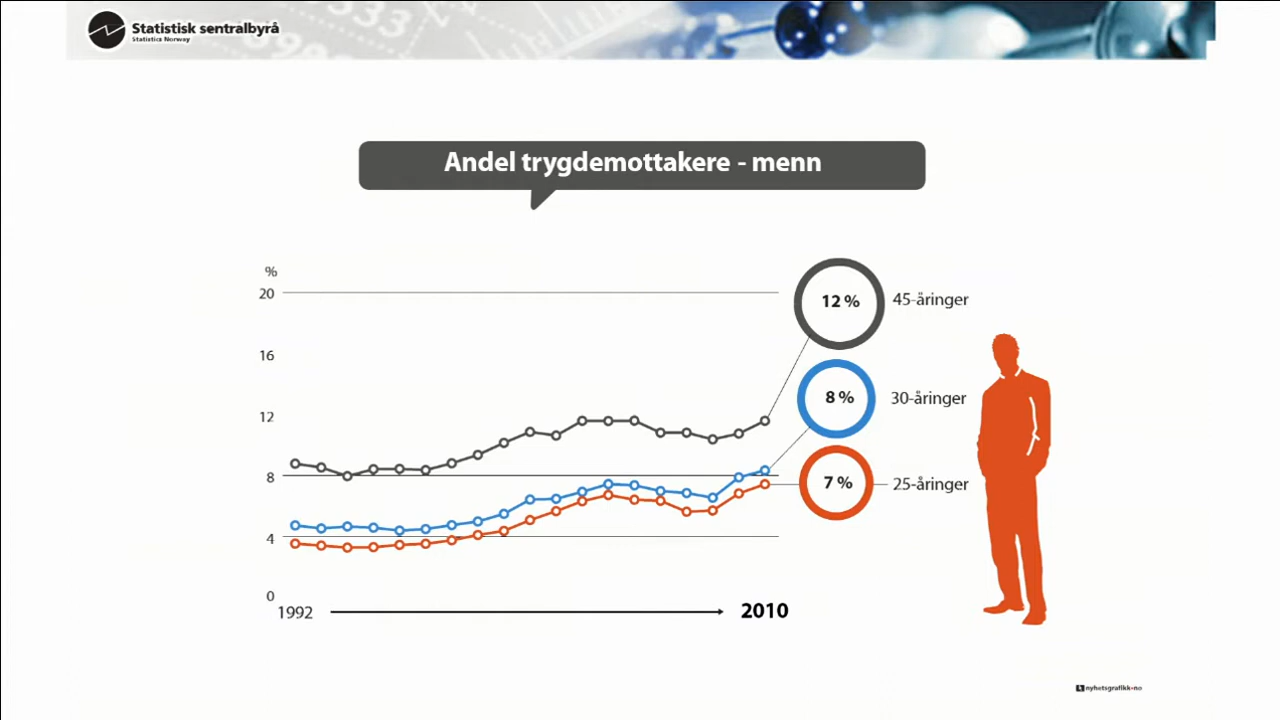 Statistisk sentralbyrå
Statistics Norway
Andel trygdemottakere - menn
%
20
16
12
8
4
0
1992
2010
12 %
45-åringer
8 %
30-åringer
7 %
25-åringer
nyhetsgrafikk•no